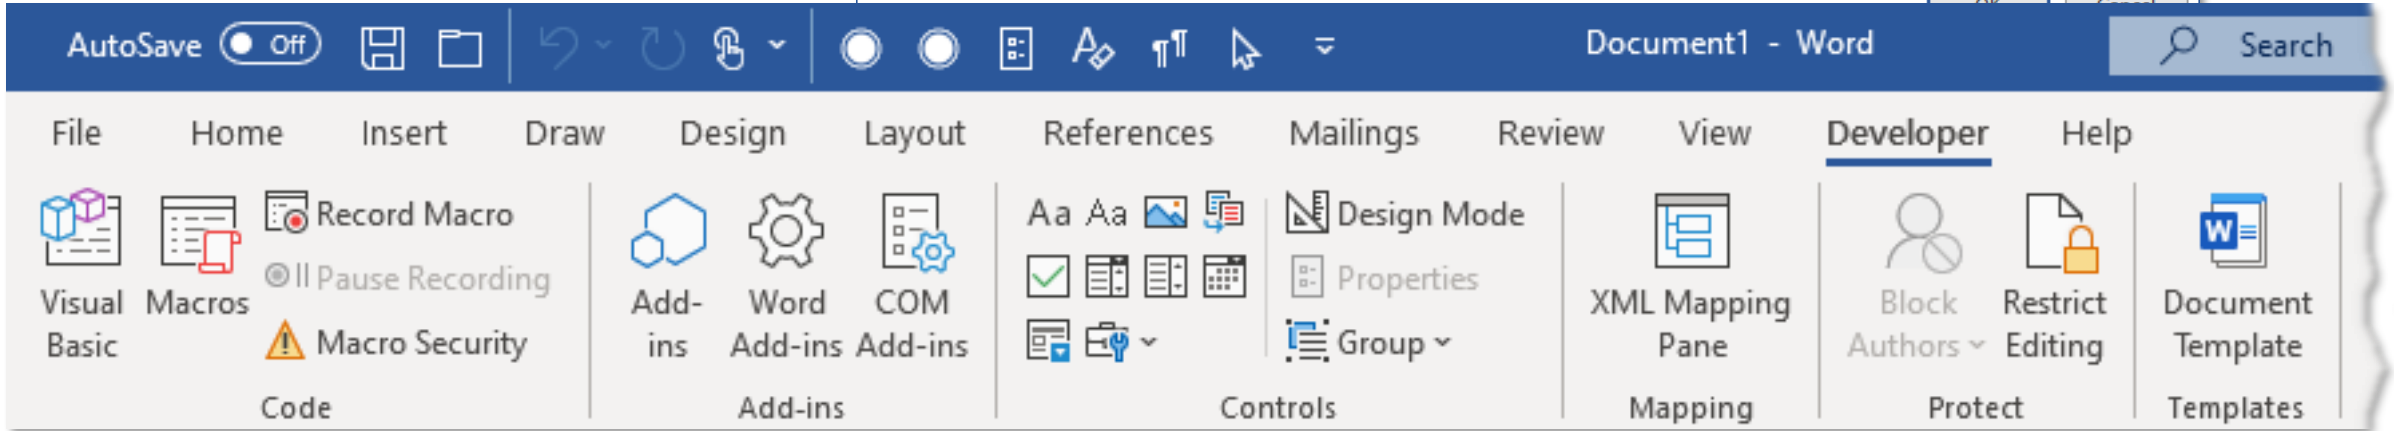 AutoSave Off Document1 - Word Search
File Home Insert Draw Design Layout References Mailings Review View Developer Help
Visual Basic
Macros
Record Macro
Pause Recording
Macro Security
Code
Add-ins
Word Add-ins
COM Add-ins
Add-ins
Aa Aa
Design Mode
Properties
Group
Controls
XML Mapping Pane
Mapping
Block Authors
Restrict Editing
Protect
W
Document Template
Templates